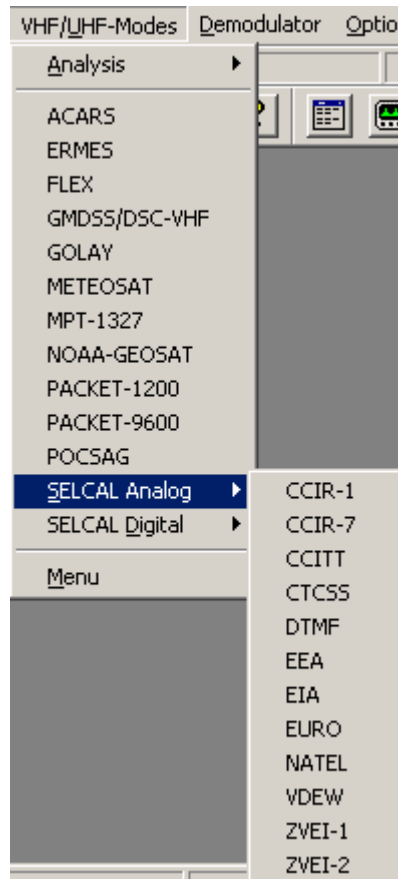 VHF/UHF-Modes Demodulator Optio
Analysis
ACARS
ERMES
FLEX
GMDSS/DSC-VHF
GOLAY
METEOSAT
MPT-1327
NOAA-GEOSAT
PACKET-1200
PACKET-9600
POCSAG
SELCAL Analog
SELCAL Digital
Menu
CCIR-1
CCIR-7
CCITT
CTCSS
DTMF
EEA
EIA
EURO
NATEL
VDEW
ZVEI-1
ZVEI-2